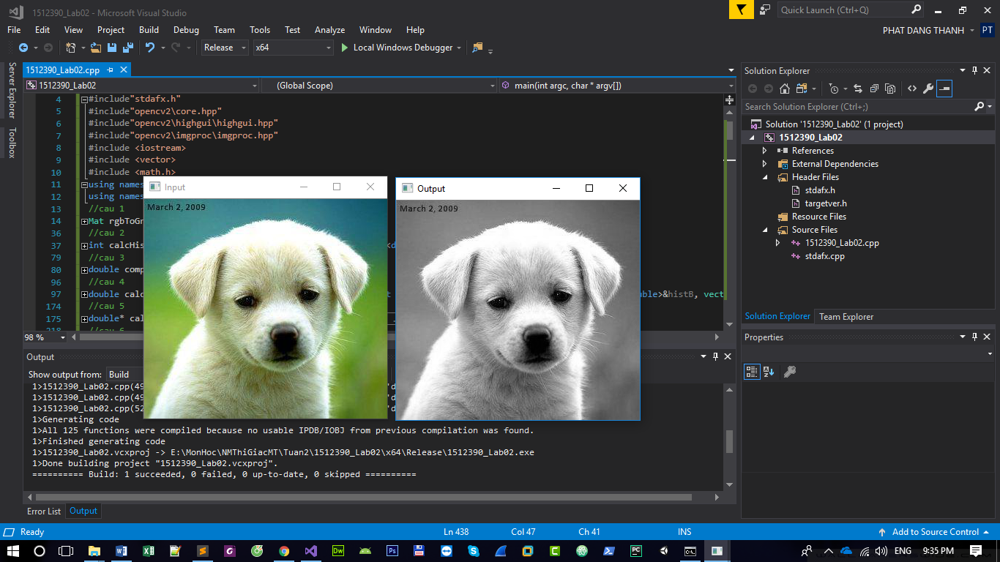 1512390_Lab02 - Microsoft Visual Studio
Quick Launch (Ctrl+Q)
File Edit View Project Build Debug Team Tools Test Analyze Window Help
PHAT DANG THANH PT
Release x64 Local Windows Debugger
Server Explorer
Toolbox
1512390_Lab02.cpp
1512390_Lab02 (Global Scope) main(int argc, char * argv[])
4 #include"stdafx.h"
5 #include"opencv2\core.hpp"
6 #include"opencv2\highgui\highgui.hpp"
7 #include"opencv2\imgproc\imgproc.hpp"
8 #include <iostream>
9 #include <vector>
10 #include <math.h>
11 using names
12 using names
13 //cau 1
14 Mat rgbToGr
36 //cau 2
37 int calcHis
79 //cau 3
80 double comp
96 //cau 4
97 double calc uble>&histB, vect
174 //cau 5
175 double* cal
218 //cau 6
98 %
Input
March 2, 2009
Output
March 2, 2009
Output
Show output from: Build
1>1512390_Lab02.cpp(49
1>1512390_Lab02.cpp(49
1>1512390_Lab02.cpp(52
1>Generating code
1>All 125 functions were compiled because no usable IPDB/IOBJ from previous compilation was found.
1>Finished generating code
1>1512390_Lab02.vcxproj -> E:\MonHoc\NMThiGiacMT\Tuan2\1512390_Lab02\x64\Release\1512390_Lab02.exe
1>Done building project "1512390_Lab02.vcxproj".
========== Build: 1 succeeded, 0 failed, 0 up-to-date, 0 skipped ==========
Error List Output
Solution Explorer
Search Solution Explorer (Ctrl+;)
Solution '1512390_Lab02' (1 project)
1512390_Lab02
References
External Dependencies
Header Files
stdafx.h
targetver.h
Resource Files
Source Files
1512390_Lab02.cpp
stdafx.cpp
Solution Explorer Team Explorer
Properties
Ready Ln 438 Col 47 Ch 41 INS Add to Source Control
ENG 9:35 PM